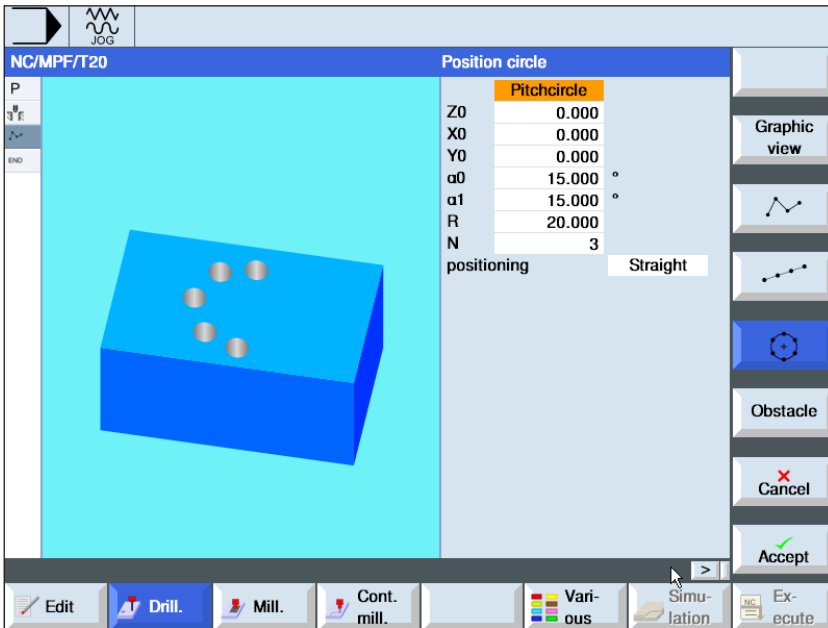 JOG
NC/MPF/T20
Position circle
P
END
Pitchcircle
Z0 0.000
X0 0.000
Y0 0.000
α0 15.000 °
α1 15.000 °
R 20.000
N 3
positioning Straight
Graphic
view
Obstacle
Cancel
Accept
>
Edit
Drill.
Mill.
Cont.
mill.
Vari-
ous
Simu-
lation
NC
Ex-
ecute